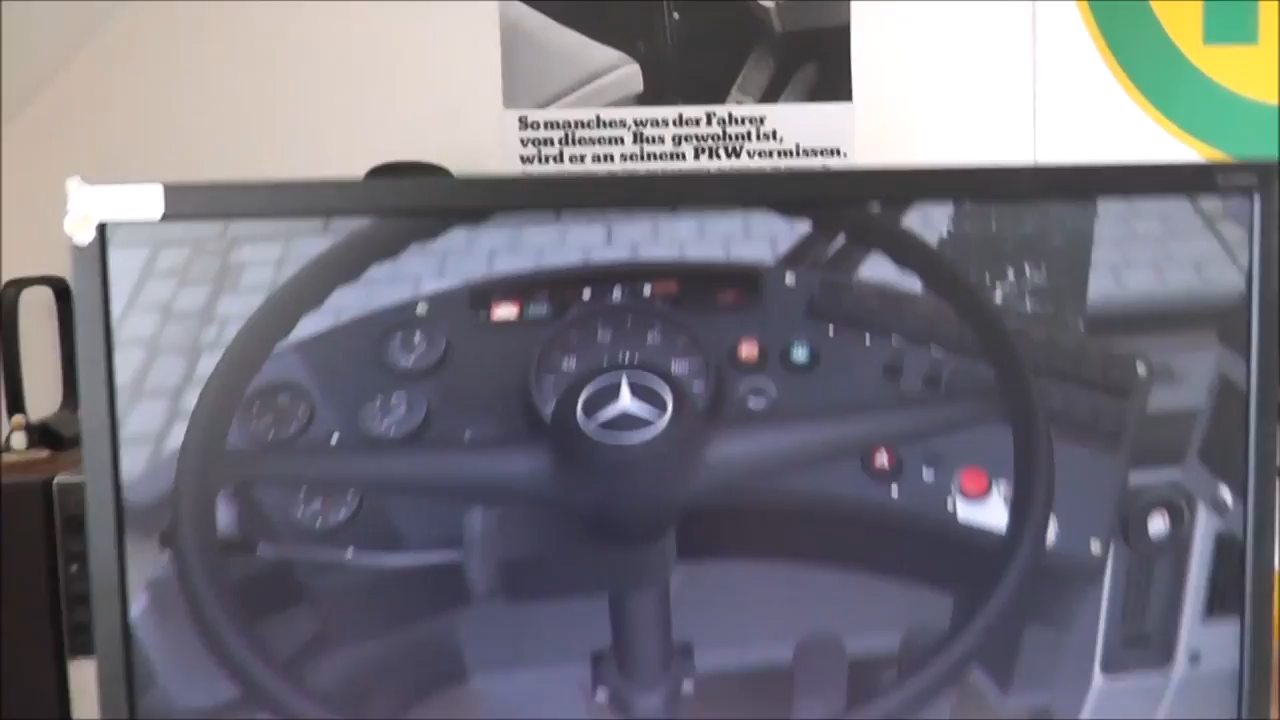 So manches, was der Fahrer
von diesem Bus gewohnt ist,
wird er an seinem PKW vermissen.